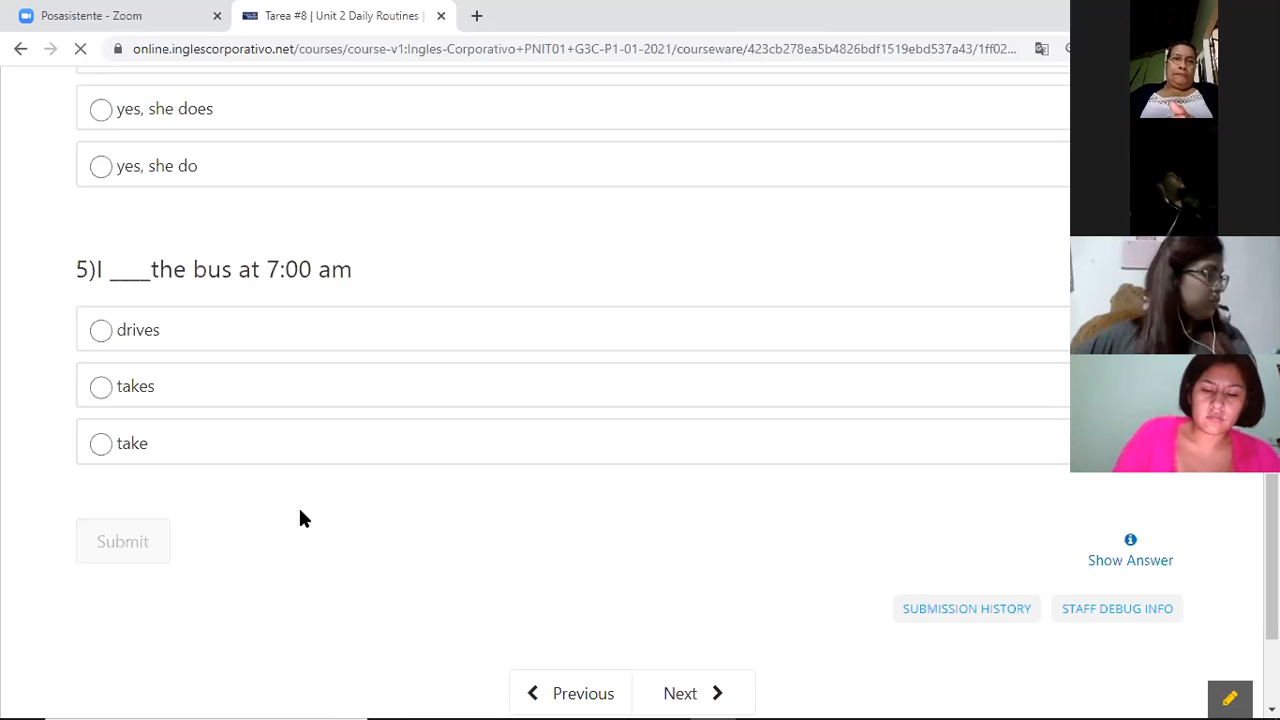 Posasistente - Zoom
Tarea #8 | Unit 2 Daily Routines |
online.inglescorporativo.net/courses/course-v1:Ingles-Corporativo+PNIT01+G3C-P1-01-2021/courseware/423cb278ea5b4826bdf1519ebd537a43/1ff02...
yes, she does
yes, she do
5)I ____the bus at 7:00 am
drives
takes
take
Submit
Show Answer
SUBMISSION HISTORY
STAFF DEBUG INFO
Previous
Next